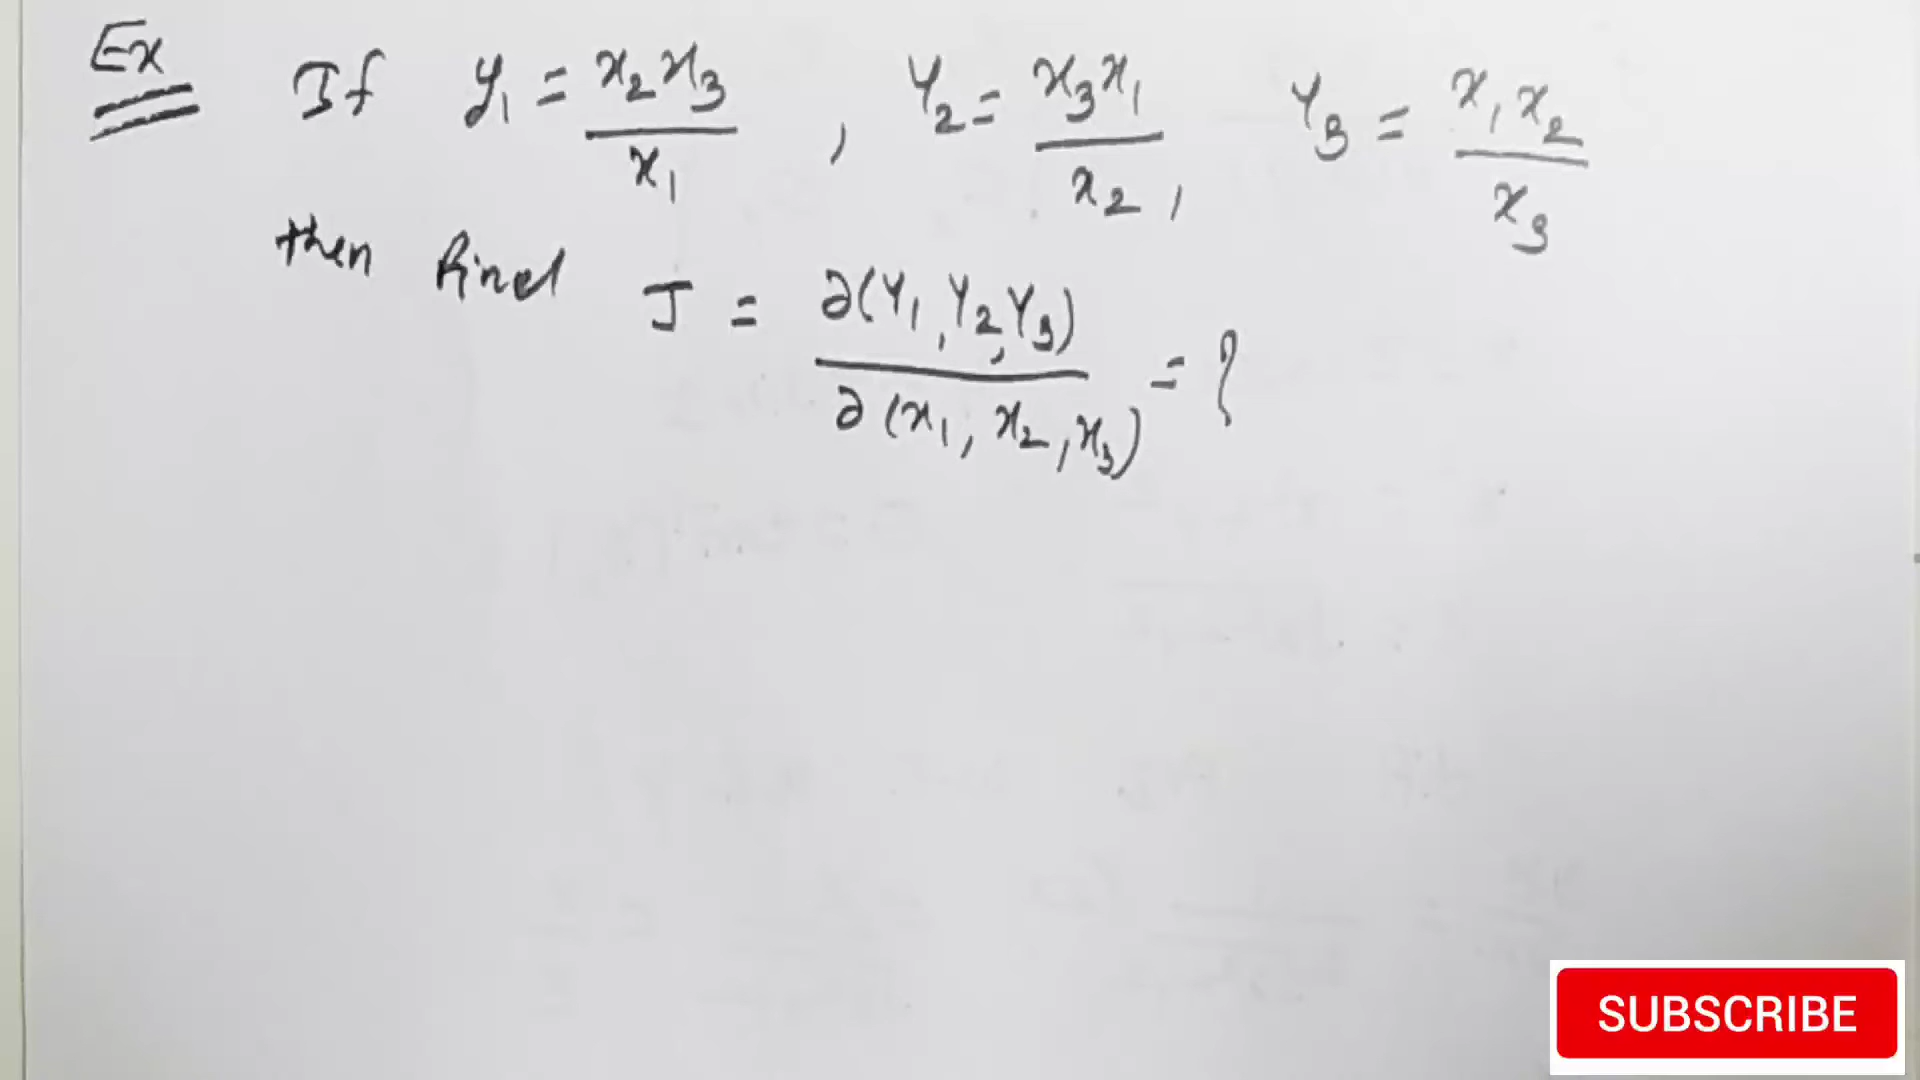 Ex If y₁ = x₂x₃/x₁ , Y₂ = x₃x₁/x₂ , Y₃ = x₁x₂/x₃
then find J = ∂(Y₁,Y₂,Y₃)/∂(x₁,x₂,x₃) = ?
SUBSCRIBE